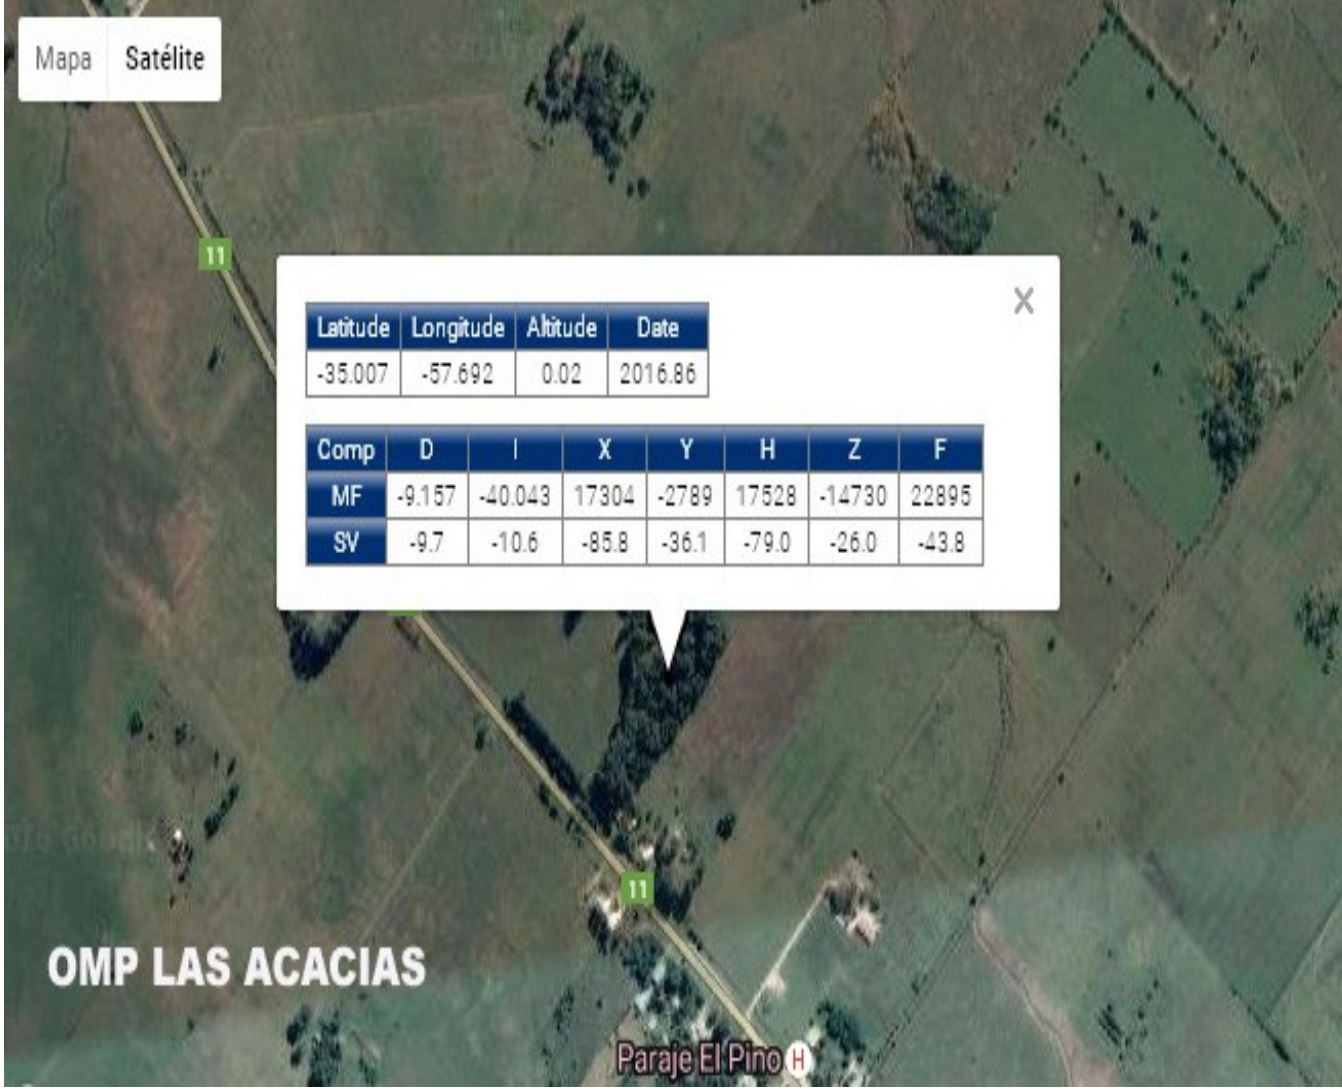 Mapa Satélite
11
Latitude Longitude Altitude Date
-35.007 -57.692 0.02 2016.86
Comp D I X Y H Z F
MF -9.157 -40.043 17304 -2789 17528 -14730 22895
SV -9.7 -10.6 -85.8 -36.1 -79.0 -26.0 -43.8
11
OMP LAS ACACIAS
Paraje El Pino H